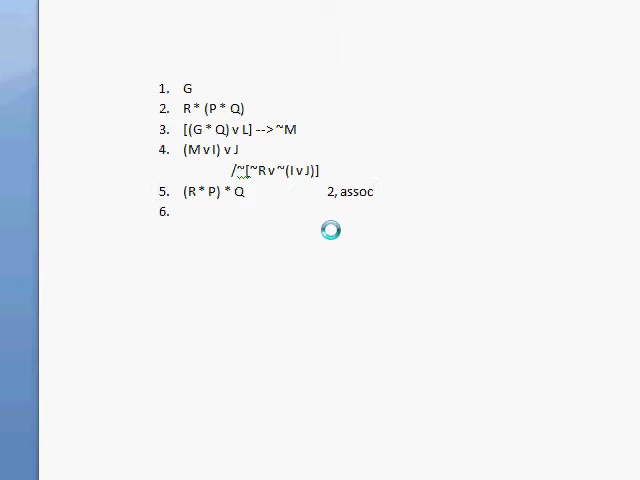 1. G
2. R * (P * Q)
3. [(G * Q) v L] --> ~M
4. (M v I) v J
/~[~R v ~(I v J)]
5. (R * P) * Q 2, assoc
6.